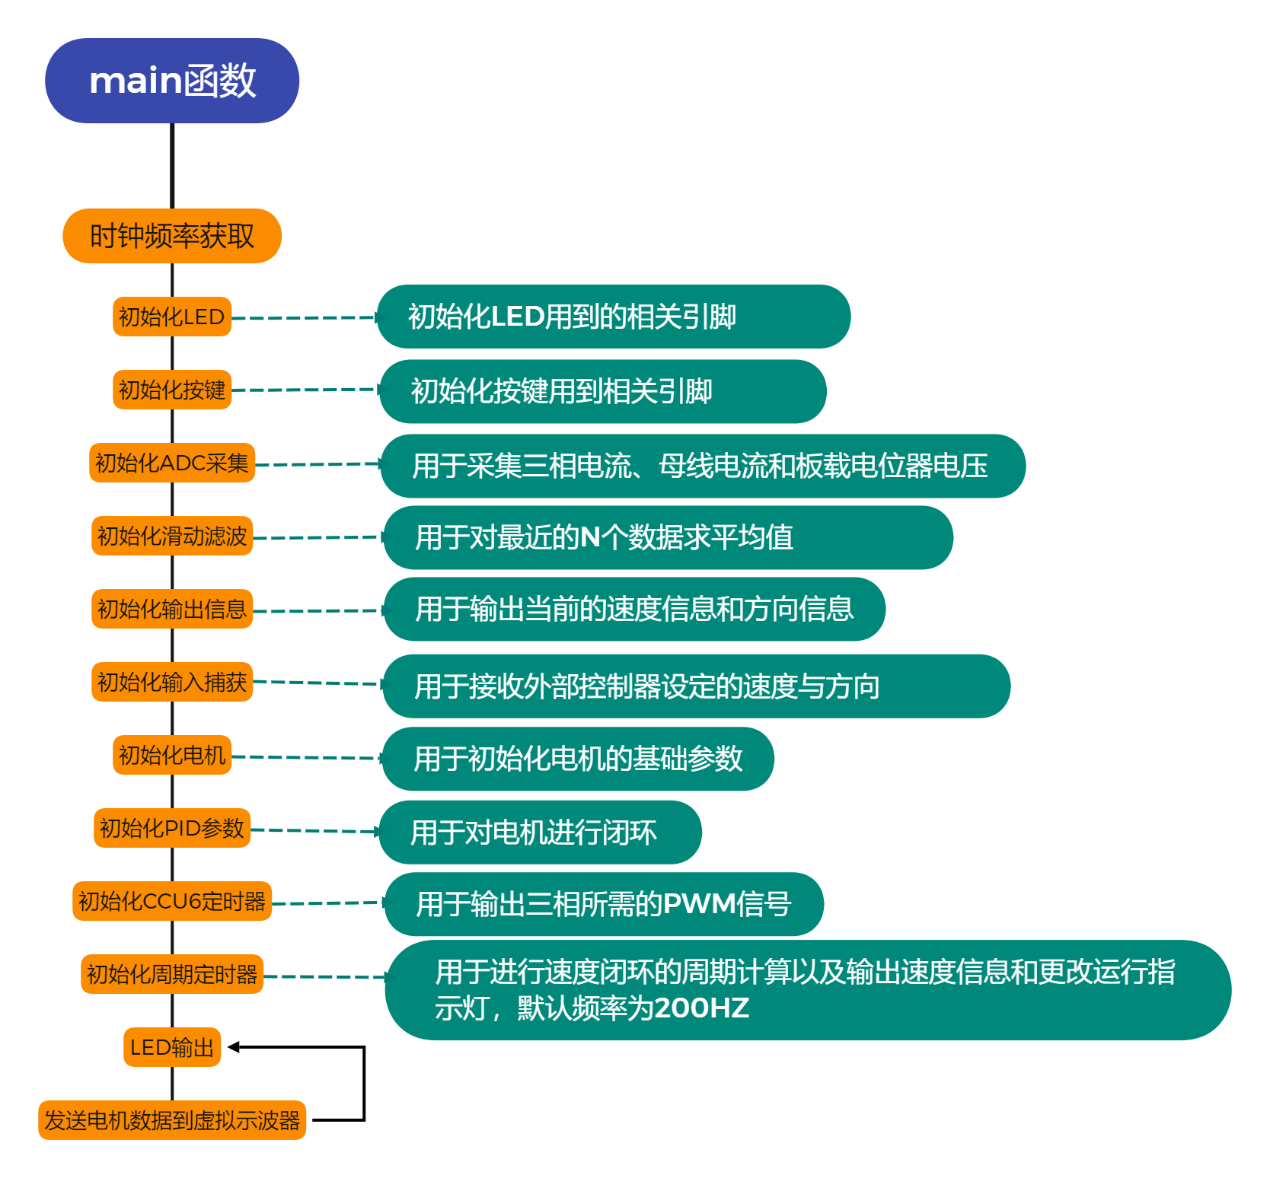 main函数
时钟频率获取
初始化LED
初始化LED用到的相关引脚
初始化按键
初始化按键用到相关引脚
初始化ADC采集
用于采集三相电流、母线电流和板载电位器电压
初始化滑动滤波
用于对最近的N个数据求平均值
初始化输出信息
用于输出当前的速度信息和方向信息
初始化输入捕获
用于接收外部控制器设定的速度与方向
初始化电机
用于初始化电机的基础参数
初始化PID参数
用于对电机进行闭环
初始化CCU6定时器
用于输出三相所需的PWM信号
初始化周期定时器
用于进行速度闭环的周期计算以及输出速度信息和更改运行指
示灯，默认频率为200HZ
LED输出
发送电机数据到虚拟示波器